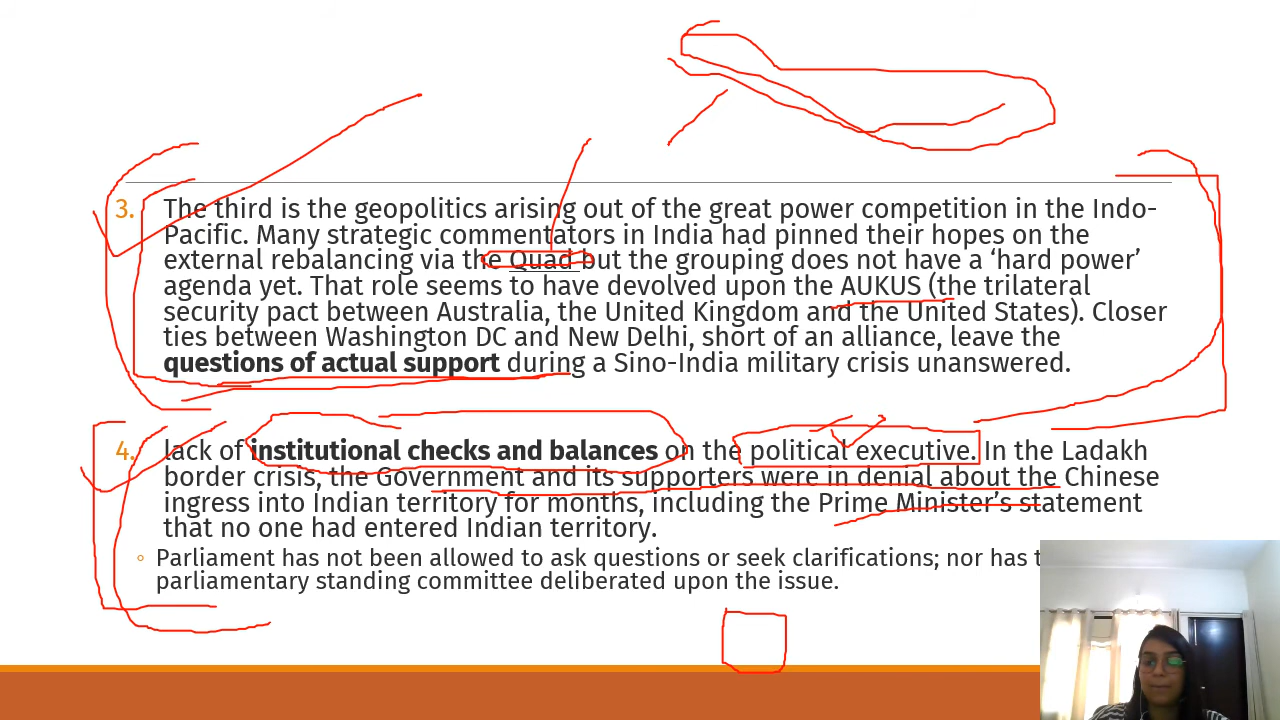 3. The third is the geopolitics arising out of the great power competition in the Indo-
Pacific. Many strategic commentators in India had pinned their hopes on the
external rebalancing via the Quad but the grouping does not have a ‘hard power’
agenda yet. That role seems to have devolved upon the AUKUS (the trilateral
security pact between Australia, the United Kingdom and the United States). Closer
ties between Washington DC and New Delhi, short of an alliance, leave the
questions of actual support during a Sino-India military crisis unanswered.
4. lack of institutional checks and balances on the political executive. In the Ladakh
border crisis, the Government and its supporters were in denial about the Chinese
ingress into Indian territory for months, including the Prime Minister’s statement
that no one had entered Indian territory.
Parliament has not been allowed to ask questions or seek clarifications; nor has
parliamentary standing committee deliberated upon the issue.